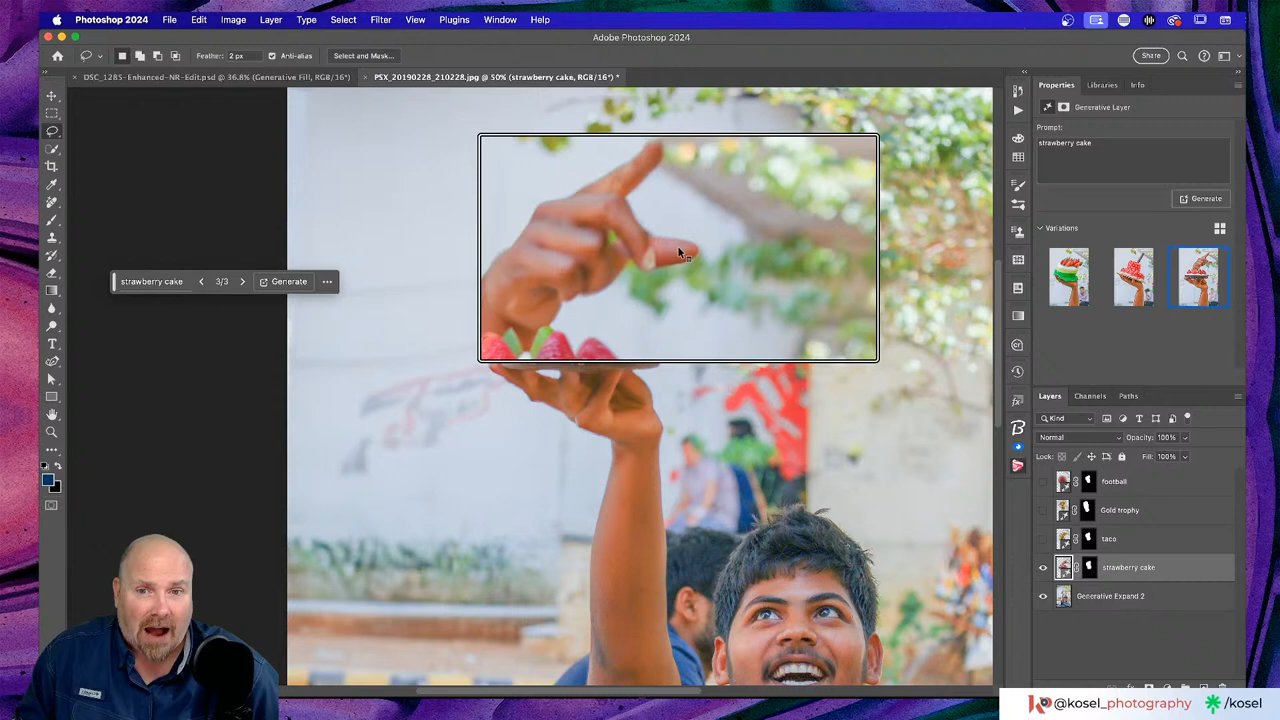 Photoshop 2024 File Edit Image Layer Type Select Filter View Plugins Window Help
Adobe Photoshop 2024
Feather: 2 px Anti-alias Select and Mask... Share
DSC_1285-Enhanced-NR-Edit.psd @ 36.8% (Generative Fill, RGB/16*) PSX_20190228_210228.jpg @ 50% (strawberry cake, RGB/16*) *
Properties Libraries Info
Generative Layer
Prompt:
strawberry cake
Generate
Variations
strawberry cake 3/3 Generate
Layers Channels Paths
Kind
Normal Opacity: 100%
Lock: Fill: 100%
football
Gold trophy
taco
strawberry cake
Generative Expand 2
@kosel_photography /kosel